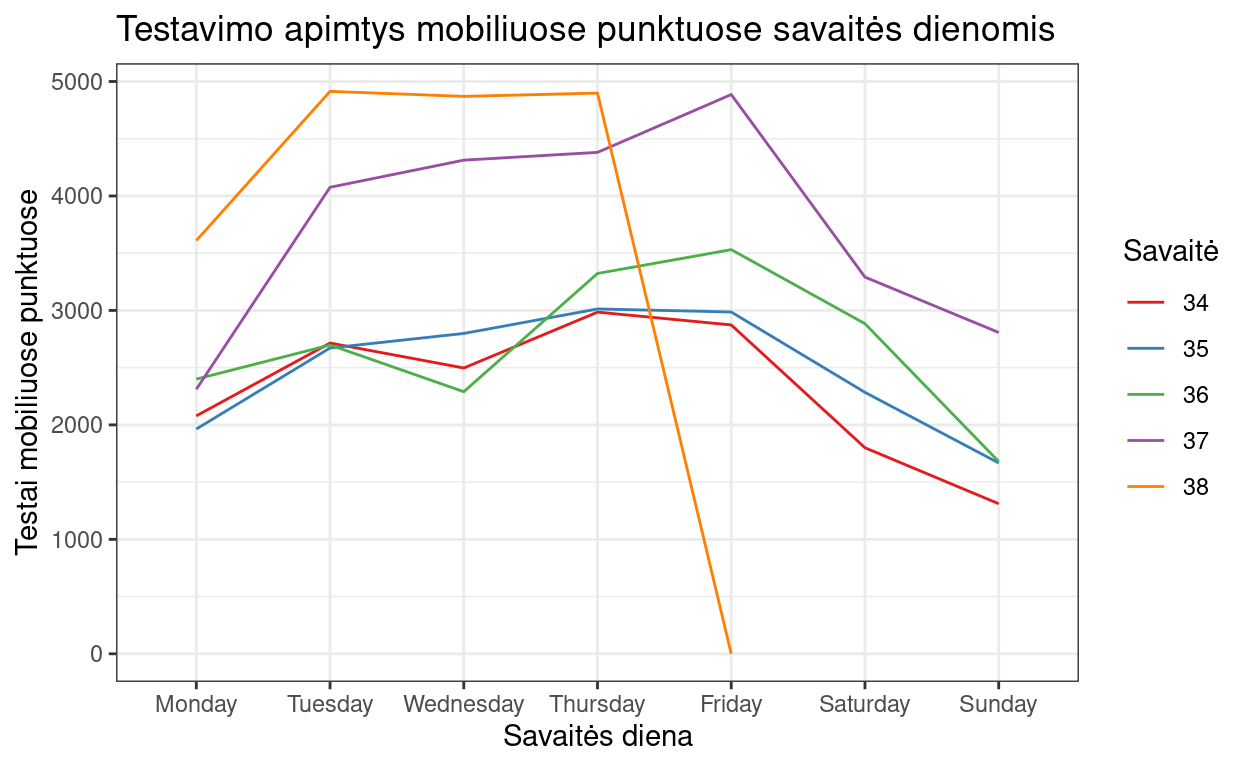 Testavimo apimtys mobiliuose punktuose savaitės dienomis
Testai mobiliuose punktuose
5000
4000
3000
2000
1000
0
Monday Tuesday Wednesday Thursday Friday Saturday Sunday
Savaitės diena
Savaitė
34
35
36
37
38